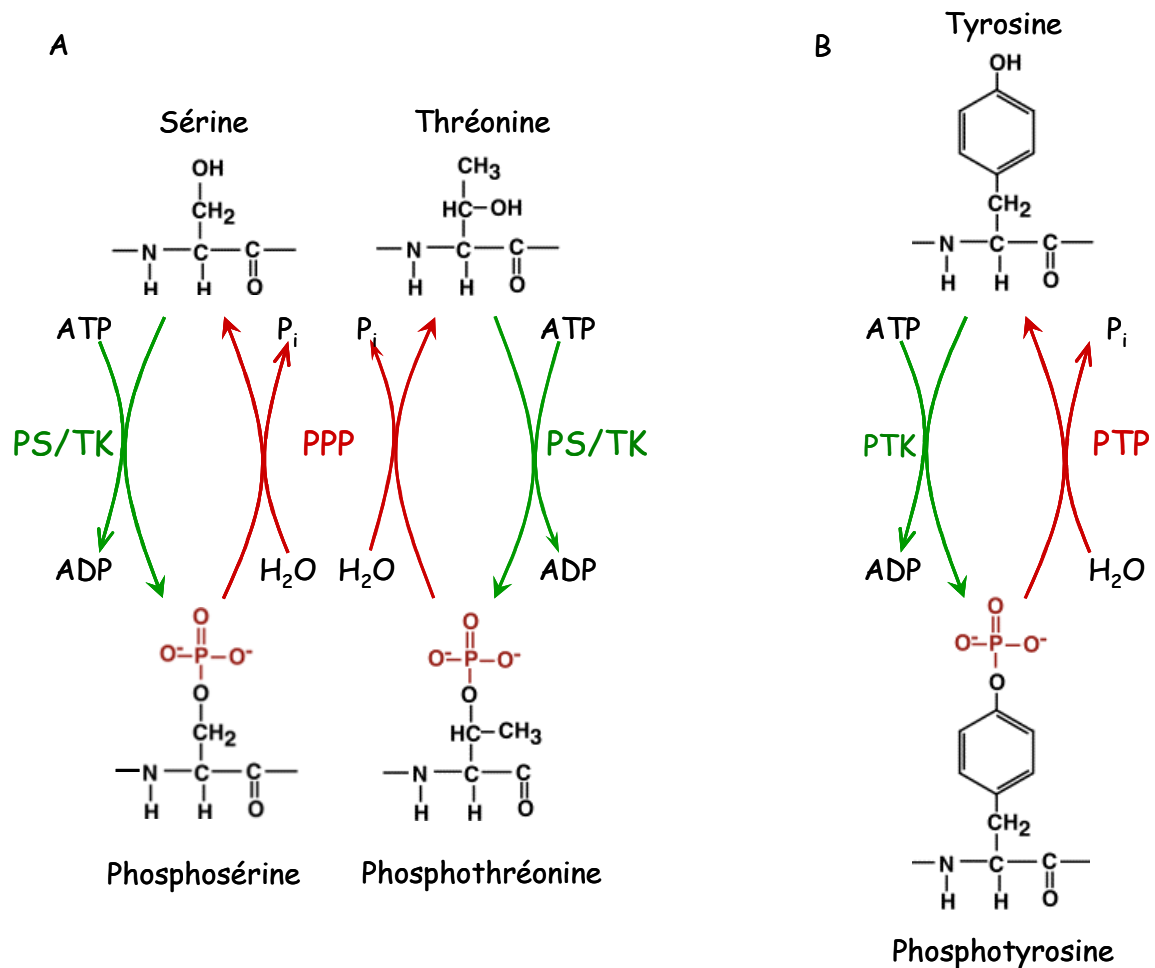 A
B
Tyrosine
OH
Sérine
Thréonine
OH
CH3
CH2
HC–OH
CH2
N C C
H H O
N C C
H H O
N C C
H H O
ATP
Pi
Pi
ATP
ATP
Pi
PS/TK
PPP
PS/TK
PTK
PTP
ADP
H2O
H2O
ADP
ADP
H2O
O
O⁻–P–O⁻
O
CH2
N C C
H H O
O
O⁻–P–O⁻
O
HC–CH3
N C C
H H O
O
O⁻–P–O⁻
O
CH2
N C C
H H O
Phosphosérine
Phosphothréonine
Phosphotyrosine